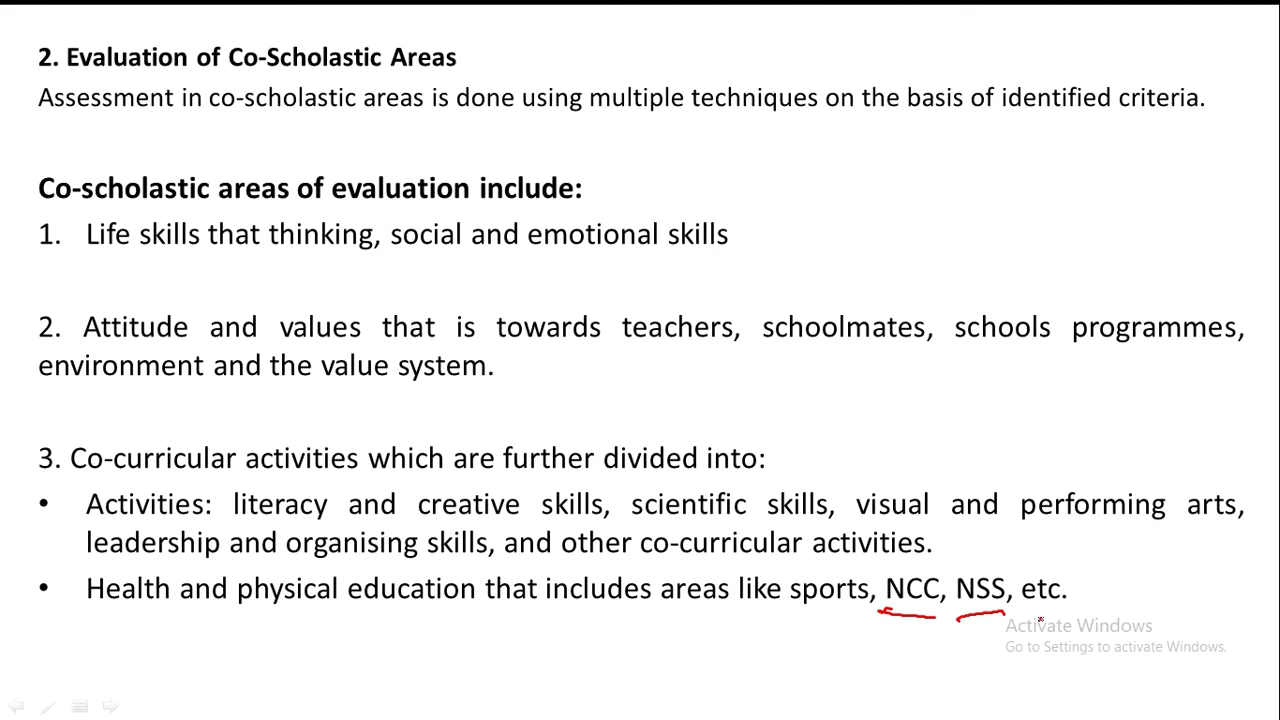 2. Evaluation of Co-Scholastic Areas
Assessment in co-scholastic areas is done using multiple techniques on the basis of identified criteria.
Co-scholastic areas of evaluation include:
1. Life skills that thinking, social and emotional skills
2. Attitude and values that is towards teachers, schoolmates, schools programmes,
environment and the value system.
3. Co-curricular activities which are further divided into:
• Activities: literacy and creative skills, scientific skills, visual and performing arts,
leadership and organising skills, and other co-curricular activities.
• Health and physical education that includes areas like sports, NCC, NSS, etc.
Activate Windows
Go to Settings to activate Windows.